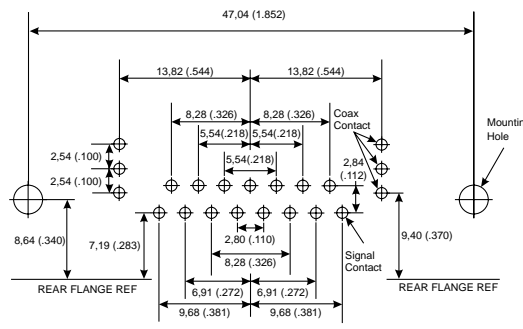 47,04 (1.852)
13,82 (.544)
13,82 (.544)
8,28 (.326)
8,28 (.326)
Coax
Contact
Mountin
Hole
5,54(.218)
5,54(.218)
2,54 (.100)
5,54(.218)
2,84
(.112)
2,54 (.100)
8,64 (.340)
7,19 (.283)
2,80 (.110)
9,40 (.370)
Signal
Contact
8,28 (.326)
REAR FLANGE REF
REAR FLANGE REF
6,91 (.272)
6,91 (.272)
9,68 (.381)
9,68 (.381)